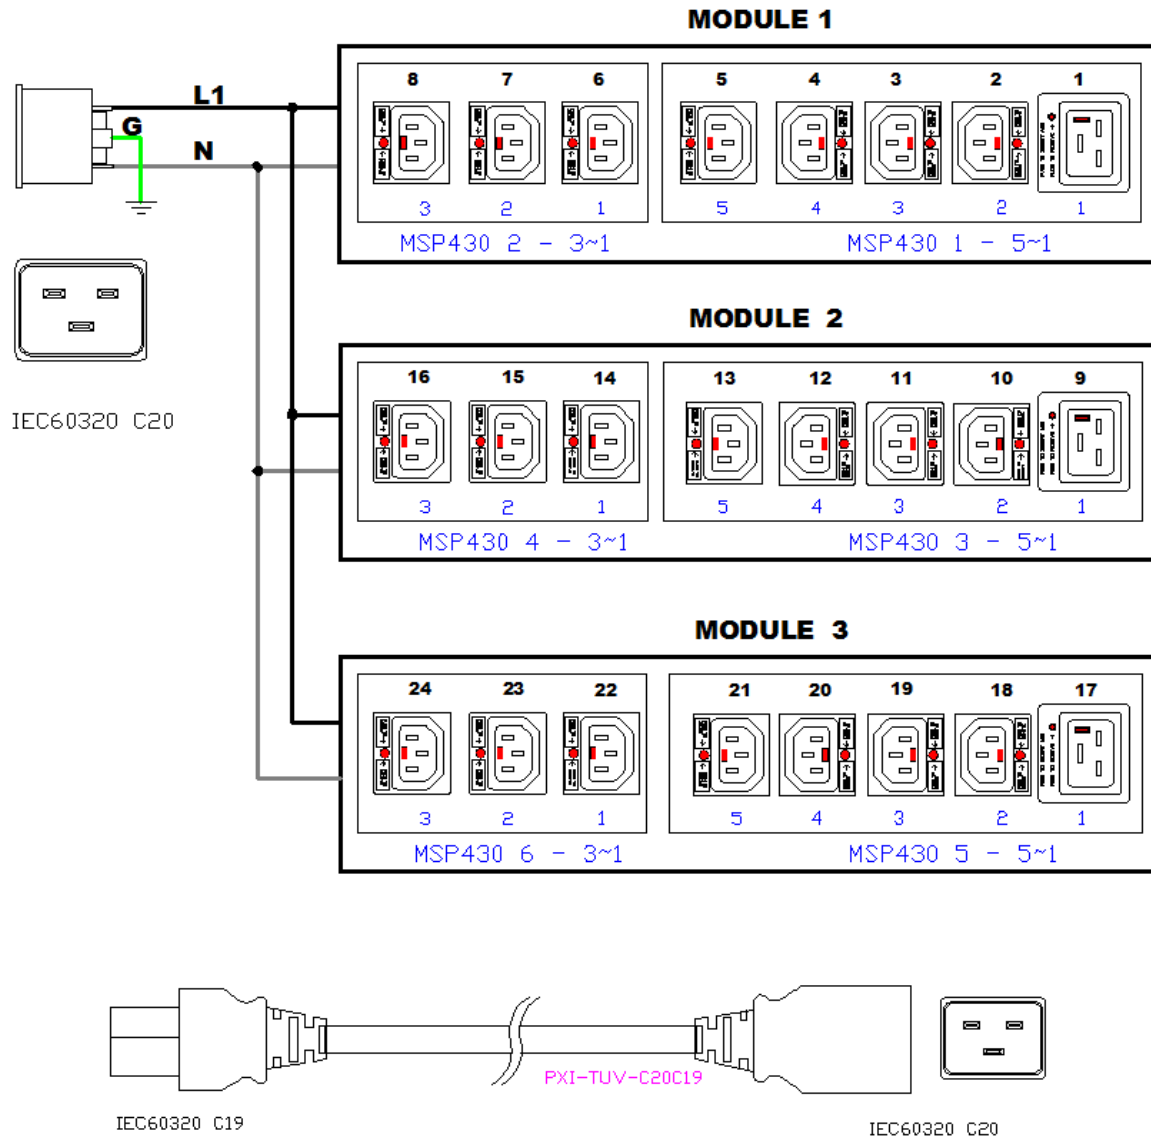 MODULE 1
8 7 6 5 4 3 2 1
L1
G
N
3 2 1 5 4 3 2 1
MSP430 2 - 3~1 MSP430 1 - 5~1
IEC60320 C20
MODULE 2
16 15 14 13 12 11 10 9
3 2 1 5 4 3 2 1
MSP430 4 - 3~1 MSP430 3 - 5~1
MODULE 3
24 23 22 21 20 19 18 17
3 2 1 5 4 3 2 1
MSP430 6 - 3~1 MSP430 5 - 5~1
PXI-TUV-C20C19
IEC60320 C19
IEC60320 C20